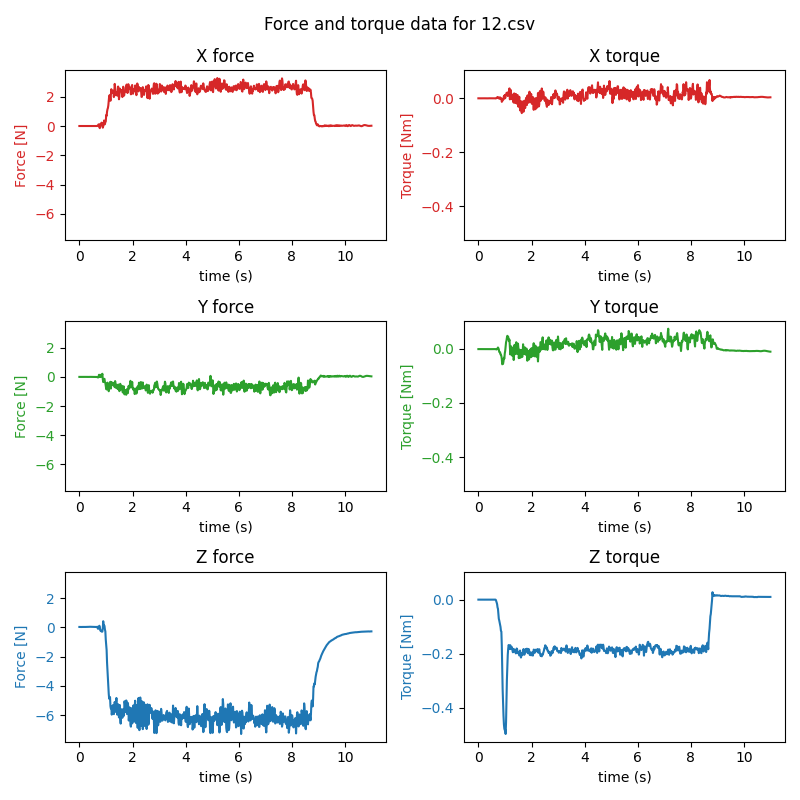 Force and torque data for 12.csv
X force
Force [N]
2
0
−2
−4
−6
0 2 4 6 8 10
time (s)
X torque
Torque [Nm]
0.0
−0.2
−0.4
0 2 4 6 8 10
time (s)
Y force
Force [N]
2
0
−2
−4
−6
0 2 4 6 8 10
time (s)
Y torque
Torque [Nm]
0.0
−0.2
−0.4
0 2 4 6 8 10
time (s)
Z force
Force [N]
2
0
−2
−4
−6
0 2 4 6 8 10
time (s)
Z torque
Torque [Nm]
0.0
−0.2
−0.4
0 2 4 6 8 10
time (s)